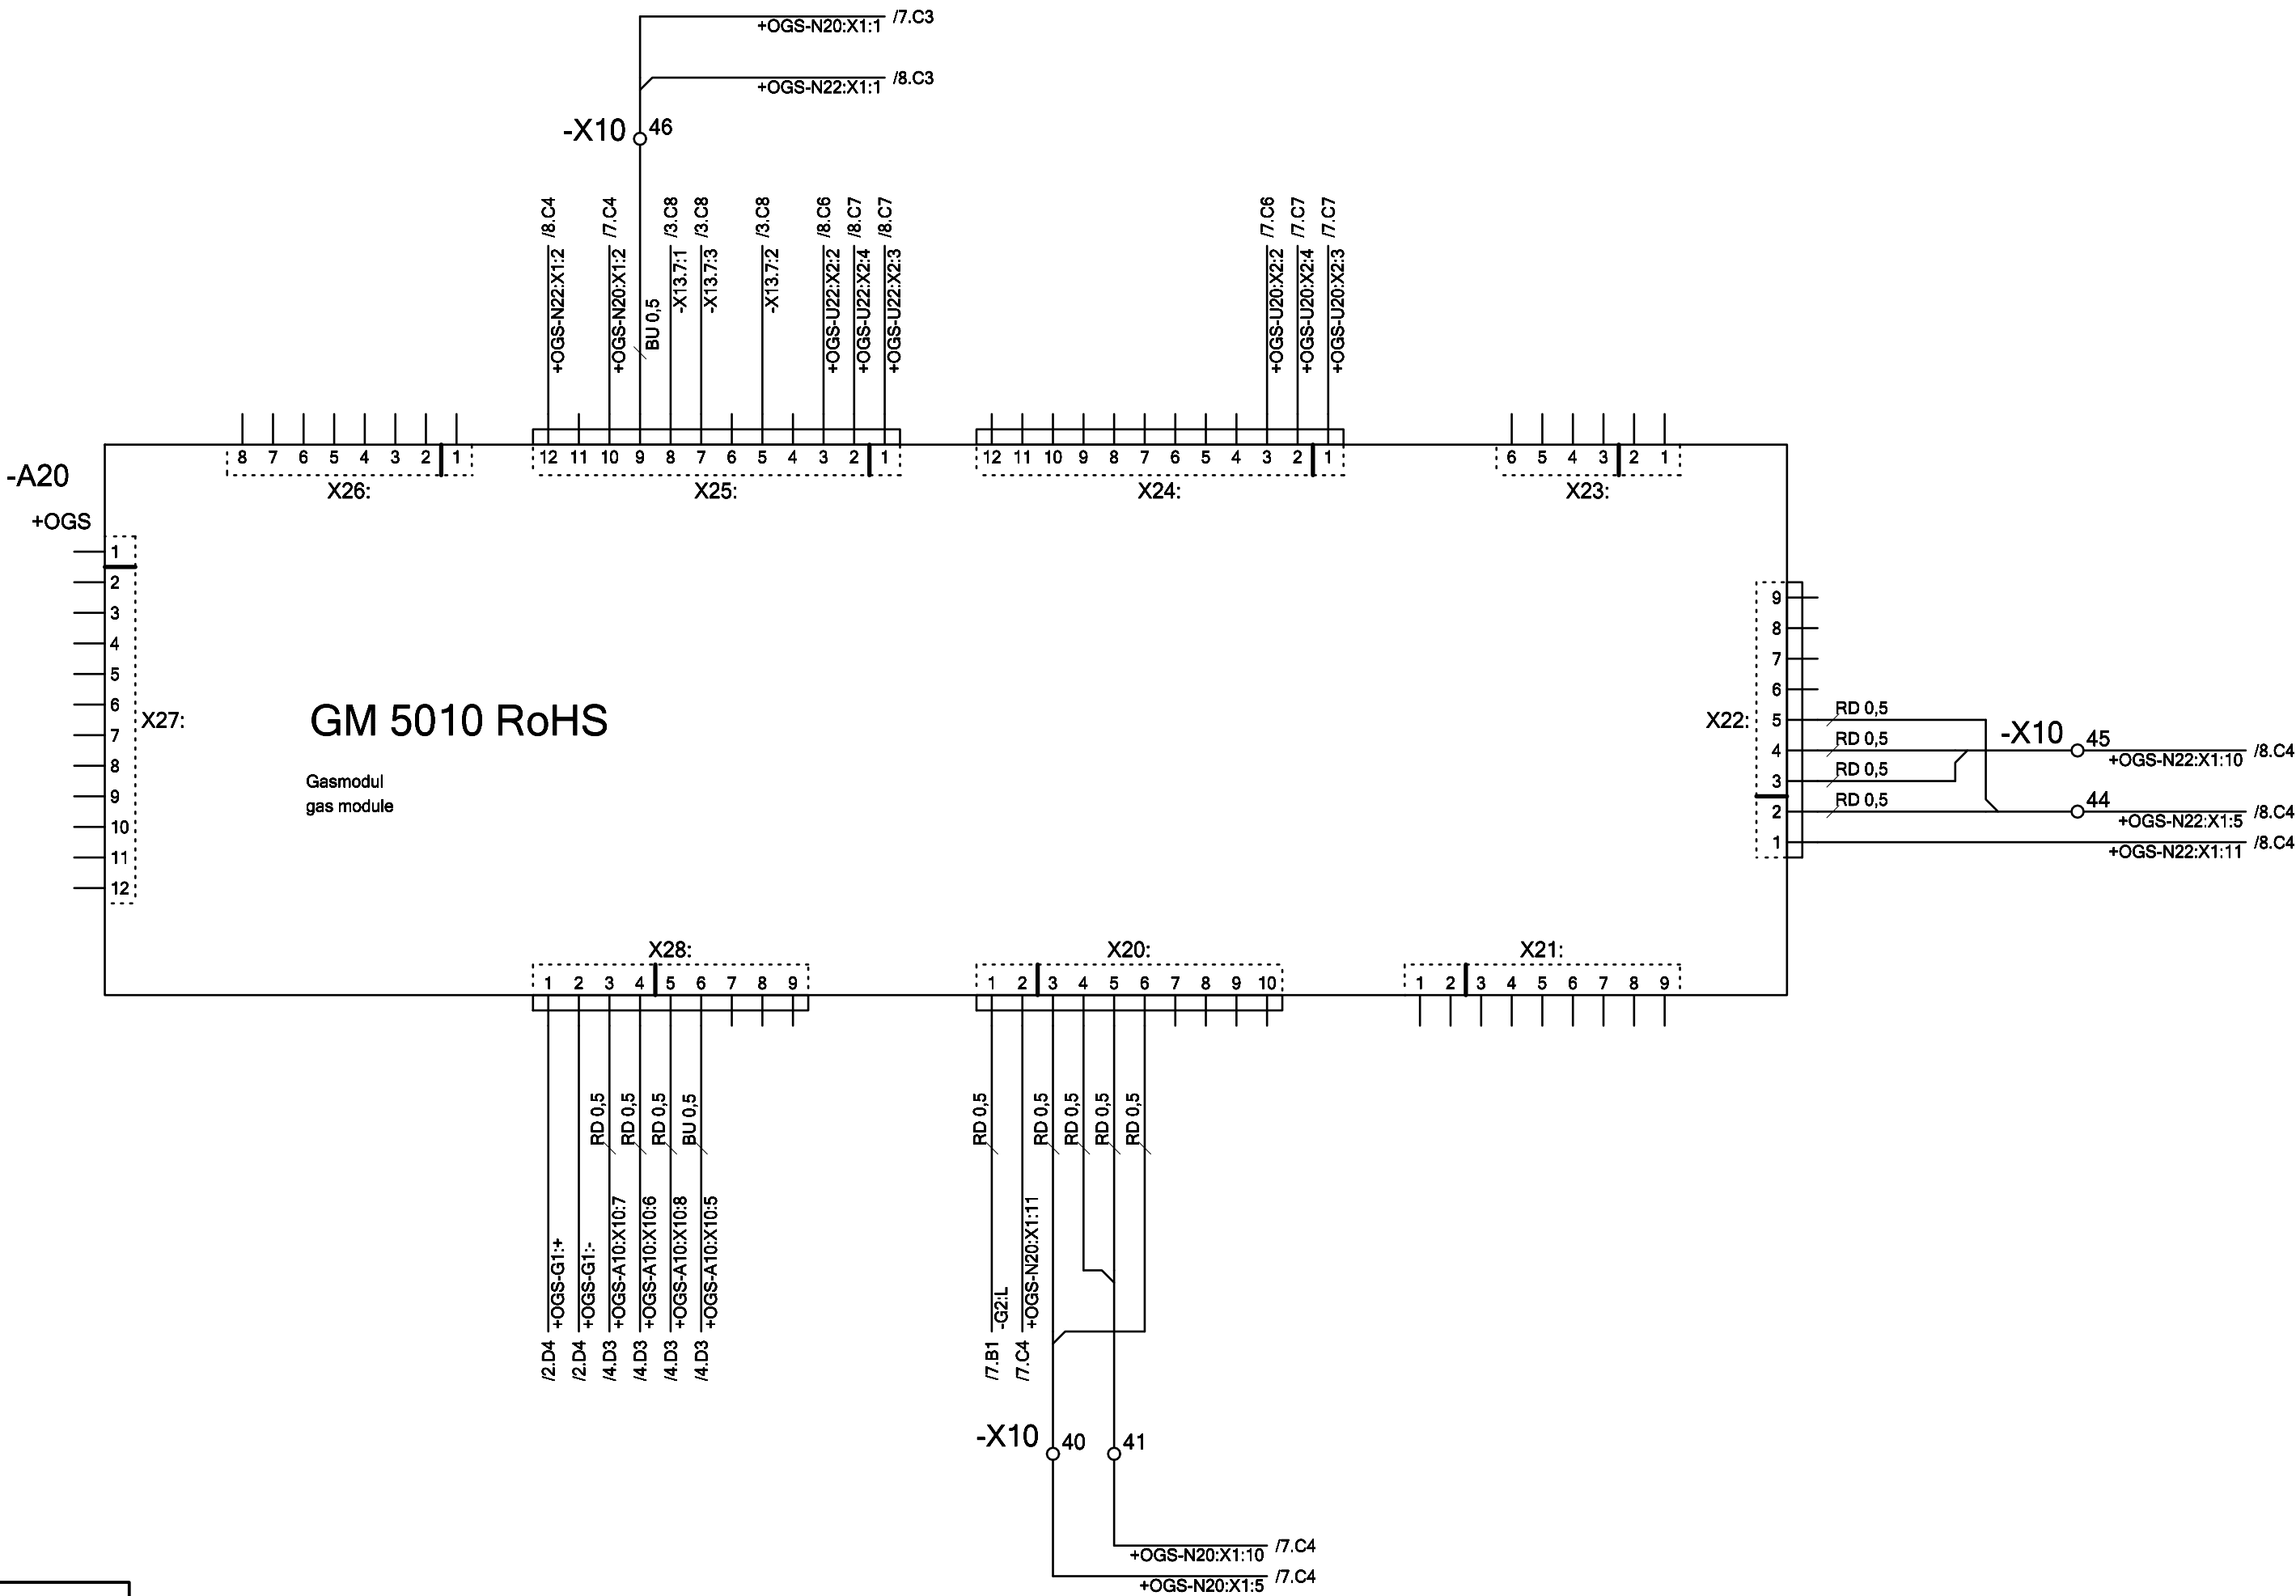 +OGS-N20:X1:1 /7.C3
+OGS-N22:X1:1 /8.C3
-X10 46
/8.C4 /7.C4 /3.C8 /3.C8 /3.C8 /8.C6 /8.C7 /8.C7 /7.C6 /7.C7 /7.C7
+OGS-N22:X1:2 +OGS-N20:X1:2 BU 0,5 -X13.7:1 -X13.7:3 -X13.7:2 +OGS-U22:X2:2 +OGS-U22:X2:4 +OGS-U22:X2:3 +OGS-U20:X2:2 +OGS-U20:X2:4 +OGS-U20:X2:3
8 7 6 5 4 3 2 1
12 11 10 9 8 7 6 5 4 3 2 1
12 11 10 9 8 7 6 5 4 3 2 1
6 5 4 3 2 1
X26: X25: X24: X23:
-A20
+OGS
1
2
3
4
5
6
7
8
9
10
11
12
X27:
GM 5010 RoHS
Gasmodul
gas module
X22:
9
8
7
6
5 RD 0,5
4 RD 0,5 -X10 45 +OGS-N22:X1:10 /8.C4
3 RD 0,5
2 RD 0,5 44 +OGS-N22:X1:5 /8.C4
1 +OGS-N22:X1:11 /8.C4
X28: X20: X21:
1 2 3 4 5 6 7 8 9
1 2 3 4 5 6 7 8 9 10
1 2 3 4 5 6 7 8 9
RD 0,5 RD 0,5 RD 0,5 BU 0,5
RD 0,5 RD 0,5 RD 0,5 RD 0,5 RD 0,5
+OGS-G1:+ +OGS-G1:- +OGS-A10:X10:7 +OGS-A10:X10:6 +OGS-A10:X10:8 +OGS-A10:X10:5
-G2:L +OGS-N20:X1:11
/2.D4 /2.D4 /4.D3 /4.D3 /4.D3 /4.D3
/7.B1 /7.C4
-X10 40 41
+OGS-N20:X1:10 /7.C4
+OGS-N20:X1:5 /7.C4